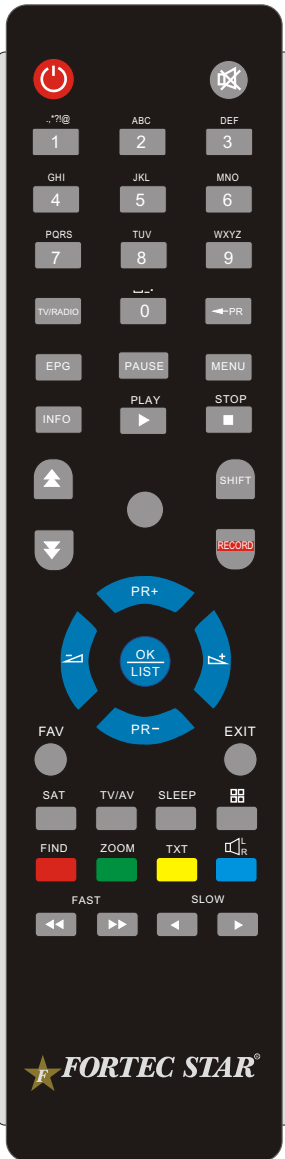 .,*?!@ ABC DEF
1 2 3
GHI JKL MNO
4 5 6
PQRS TUV WXYZ
7 8 9
TV/RADIO 0 PR
EPG PAUSE MENU
PLAY STOP
INFO
SHIFT
RECORD
PR+
OK
LIST
PR−
FAV EXIT
SAT TV/AV SLEEP
FIND ZOOM TXT L
R
FAST SLOW
F FORTEC STAR®